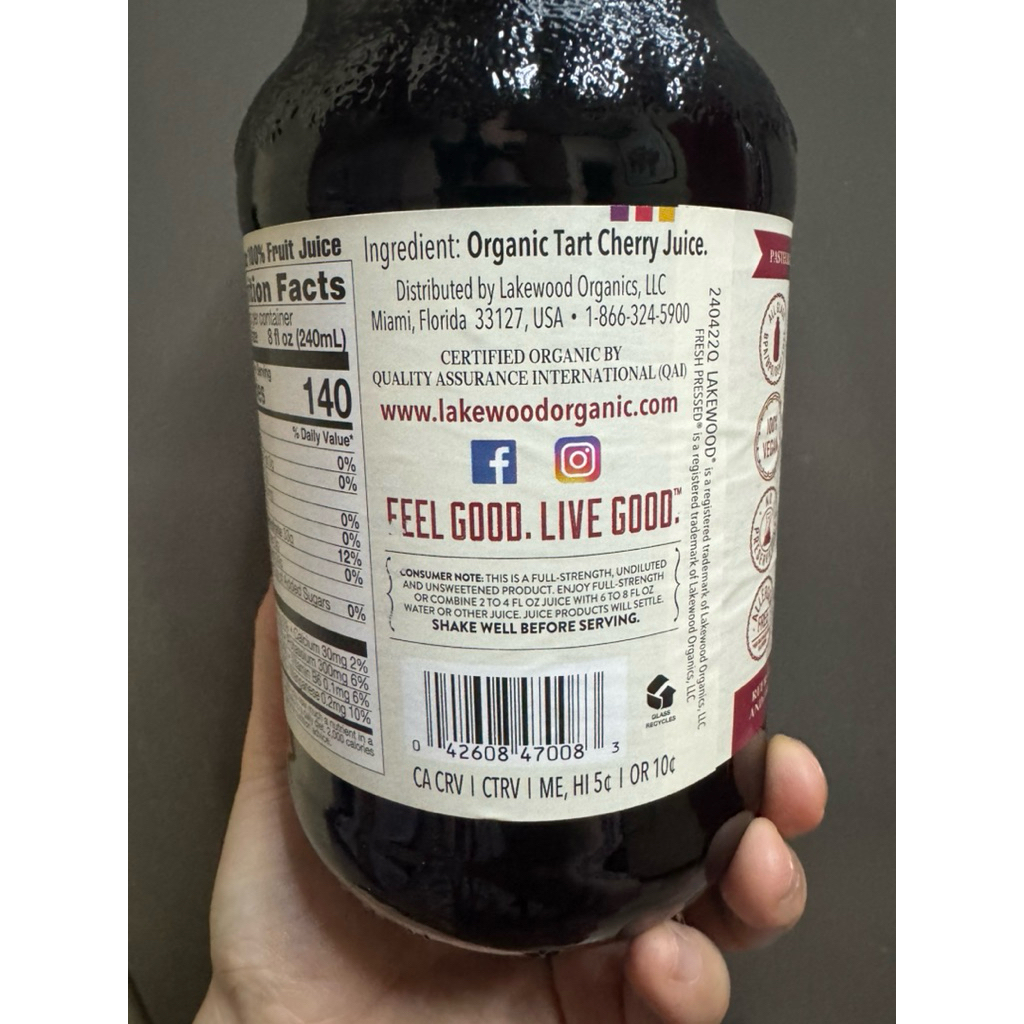 100% Fruit Juice
Facts
container
8 fl oz (240mL)
140
% Daily Value*
0%
0%
0%
0%
12%
0%
Added Sugars 0%
Calcium 30mg 2%
300mg 6%
B6 0.1mg 6%
0.2mg 10%
a nutrient in a
2,000 calories
advice.
Ingredient: Organic Tart Cherry Juice.
Distributed by Lakewood Organics, LLC
Miami, Florida 33127, USA • 1-866-324-5900
CERTIFIED ORGANIC BY
QUALITY ASSURANCE INTERNATIONAL (QAI)
www.lakewoodorganic.com
FEEL GOOD. LIVE GOOD.™
CONSUMER NOTE: THIS IS A FULL-STRENGTH, UNDILUTED
AND UNSWEETENED PRODUCT. ENJOY FULL-STRENGTH
OR COMBINE 2 TO 4 FL OZ JUICE WITH 6 TO 8 FL OZ
WATER OR OTHER JUICE. JUICE PRODUCTS WILL SETTLE.
SHAKE WELL BEFORE SERVING.
GLASS
RECYCLES
0 42608 47008 3
CA CRV | CTRV | ME, HI 5¢ | OR 10¢
240422Q LAKEWOOD® is a registered trademark of Lakewood Organics, LLC
FRESH PRESSED® is a registered trademark of Lakewood Organics, LLC
100%
VEGAN